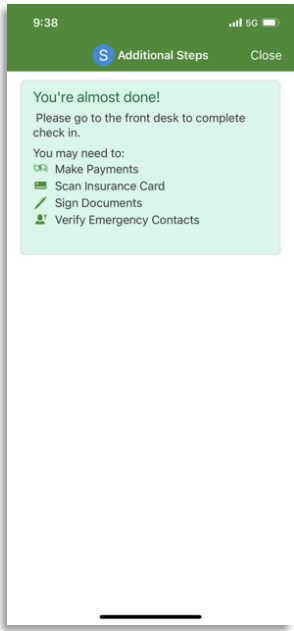 9:38 5G
S Additional Steps Close
You're almost done!
Please go to the front desk to complete
check in.
You may need to:
Make Payments
Scan Insurance Card
Sign Documents
Verify Emergency Contacts